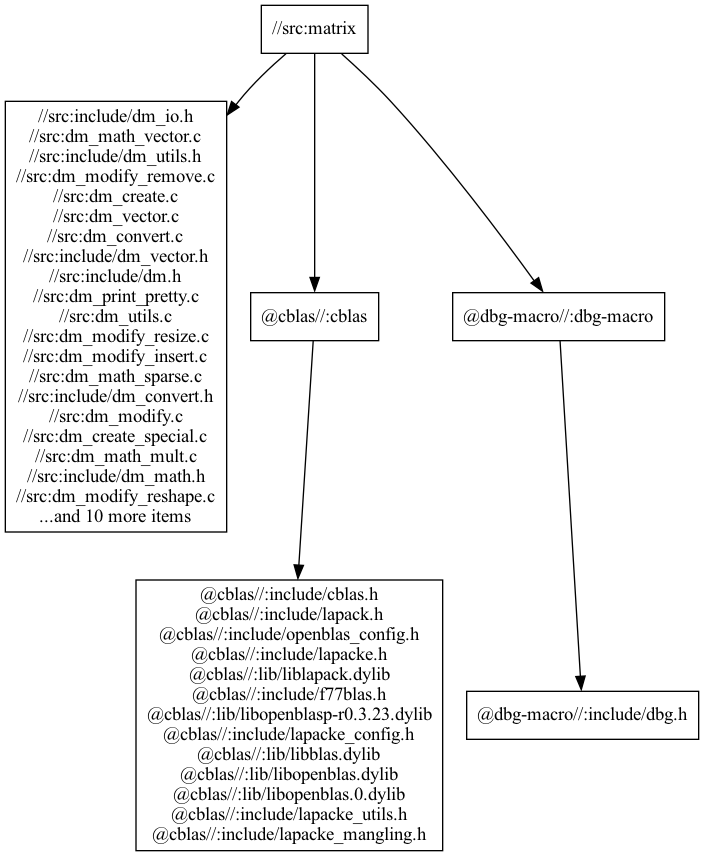 //src:matrix
//src:include/dm_io.h
//src:dm_math_vector.c
//src:include/dm_utils.h
//src:dm_modify_remove.c
//src:dm_create.c
//src:dm_vector.c
//src:dm_convert.c
//src:include/dm_vector.h
//src:include/dm.h
//src:dm_print_pretty.c
//src:dm_utils.c
//src:dm_modify_resize.c
//src:dm_modify_insert.c
//src:dm_math_sparse.c
//src:include/dm_convert.h
//src:dm_modify.c
//src:dm_create_special.c
//src:dm_math_mult.c
//src:include/dm_math.h
//src:dm_modify_reshape.c
...and 10 more items
@cblas//:cblas
@dbg-macro//:dbg-macro
@cblas//:include/cblas.h
@cblas//:include/lapack.h
@cblas//:include/openblas_config.h
@cblas//:include/lapacke.h
@cblas//:lib/liblapack.dylib
@cblas//:include/f77blas.h
@cblas//:lib/libopenblasp-r0.3.23.dylib
@cblas//:include/lapacke_config.h
@cblas//:lib/libblas.dylib
@cblas//:lib/libopenblas.dylib
@cblas//:lib/libopenblas.0.dylib
@cblas//:include/lapacke_utils.h
@cblas//:include/lapacke_mangling.h
@dbg-macro//:include/dbg.h